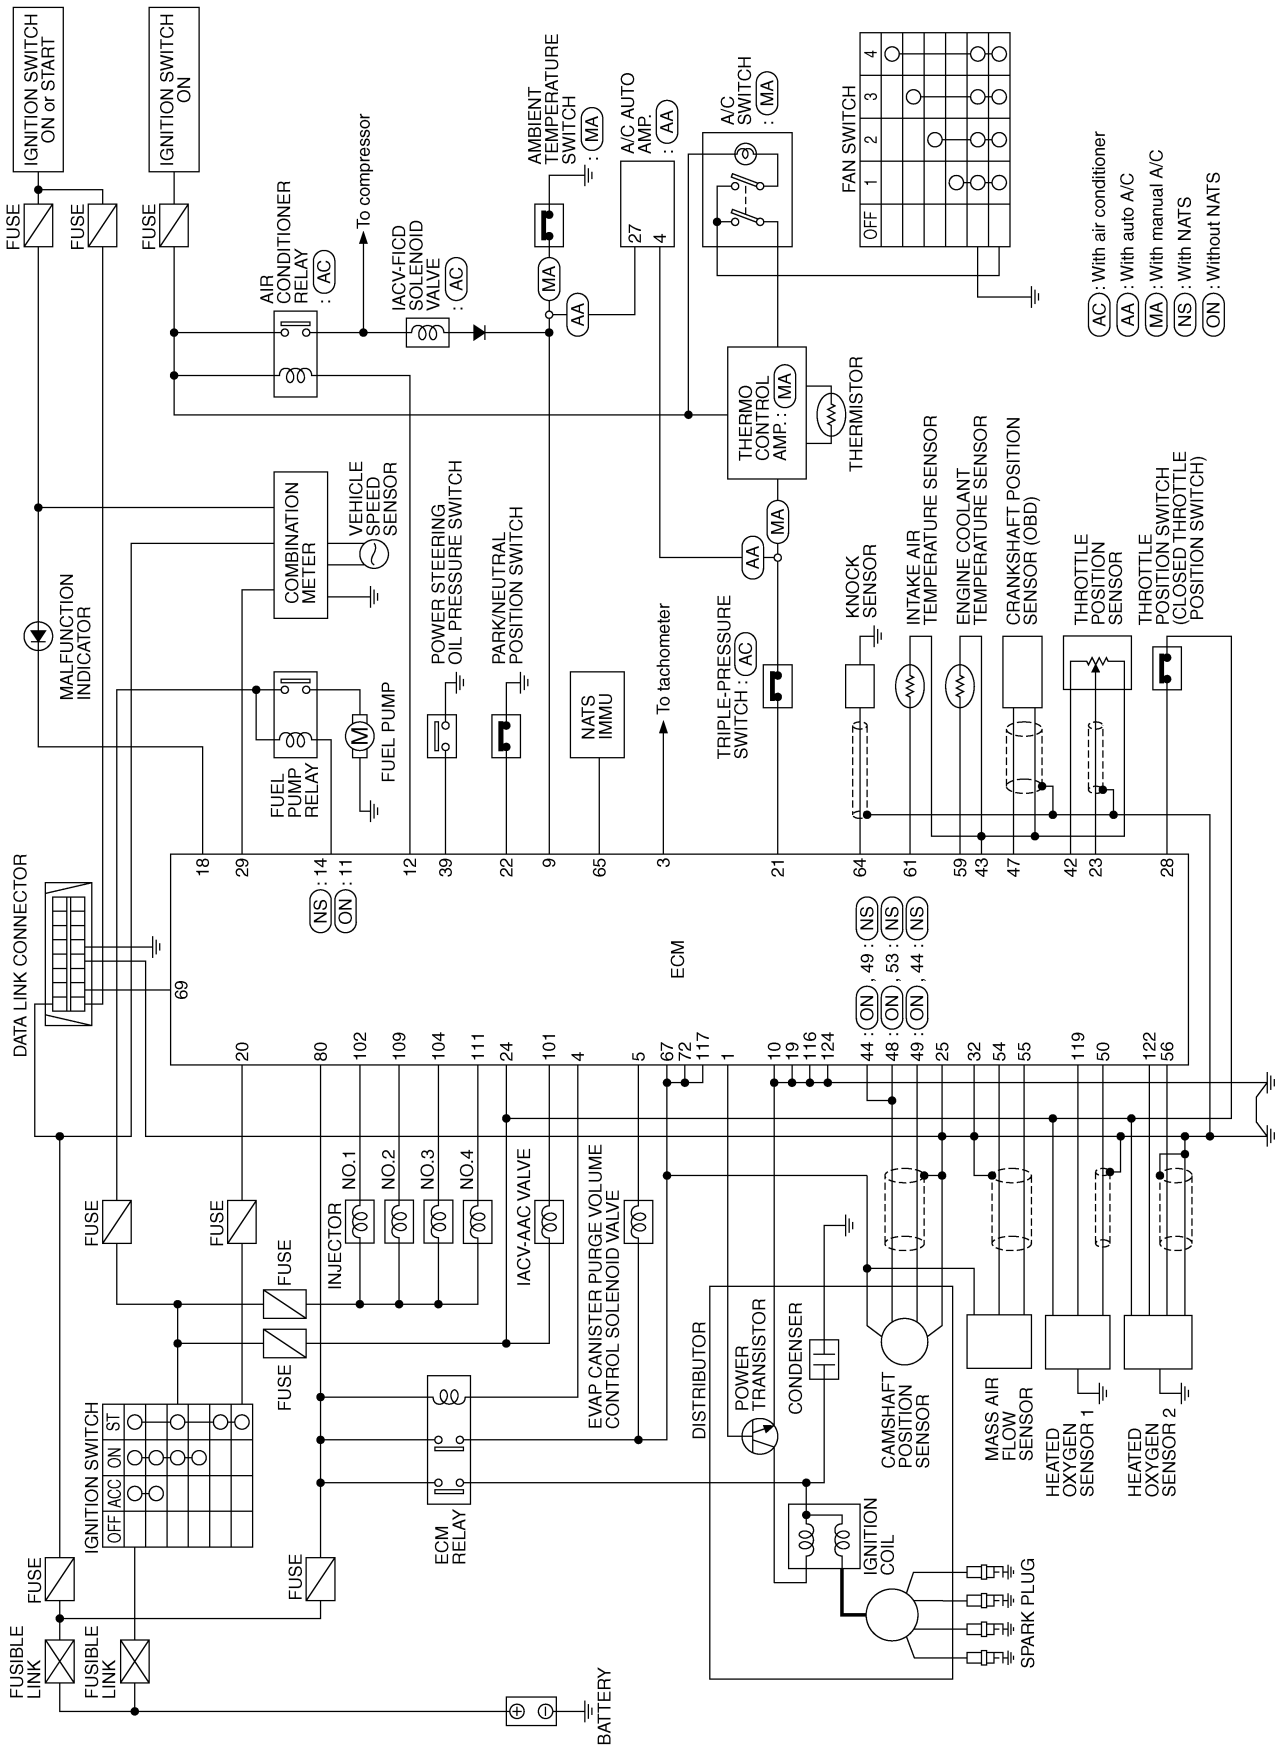 IGNITION SWITCH
ON or START
IGNITION SWITCH
ON
FUSE
FUSE
FUSE
AIR
CONDITIONER
RELAY
: AC
To compressor
IACV-FICD
SOLENOID
VALVE
: AC
AMBIENT
TEMPERATURE
SWITCH
: MA
MA
AA
A/C AUTO
AMP.
: AA
27
4
A/C
SWITCH
: MA
FAN SWITCH
OFF
1
2
3
4
AC : With air conditioner
AA : With auto A/C
MA : With manual A/C
NS : With NATS
ON : Without NATS
THERMO
CONTROL
AMP. : MA
THERMISTOR
MA
AA
MALFUNCTION
INDICATOR
COMBINATION
METER
VEHICLE
SPEED
SENSOR
FUEL
PUMP
RELAY
M
FUEL PUMP
POWER STEERING
OIL PRESSURE SWITCH
PARK/NEUTRAL
POSITION SWITCH
NATS
IMMU
To tachometer
TRIPLE-PRESSURE
SWITCH : AC
KNOCK
SENSOR
INTAKE AIR
TEMPERATURE SENSOR
ENGINE COOLANT
TEMPERATURE SENSOR
CRANKSHAFT POSITION
SENSOR (OBD)
THROTTLE
POSITION
SENSOR
THROTTLE
POSITION SWITCH
(CLOSED THROTTLE
POSITION SWITCH)
DATA LINK CONNECTOR
18
29
NS : 14
ON : 11
12
39
22
9
65
3
21
64
61
59
43
47
42
23
28
69
ECM
20
80
102
109
104
111
24
101
4
5
67
72
117
1
10
19
116
124
44 : ON , 49 : NS
48 : ON , 53 : NS
49 : ON , 44 : NS
25
32
54
55
119
50
122
56
FUSE
FUSE
FUSE
FUSE
INJECTOR
NO.1
NO.2
NO.3
NO.4
IACV-AAC VALVE
EVAP CANISTER PURGE VOLUME
CONTROL SOLENOID VALVE
IGNITION SWITCH
OFF
ACC
ON
ST
ECM
RELAY
DISTRIBUTOR
POWER
TRANSISTOR
CONDENSER
CAMSHAFT
POSITION
SENSOR
MASS AIR
FLOW
SENSOR
HEATED
OXYGEN
SENSOR 1
HEATED
OXYGEN
SENSOR 2
IGNITION
COIL
SPARK PLUG
FUSE
FUSE
FUSIBLE
LINK
FUSIBLE
LINK
BATTERY